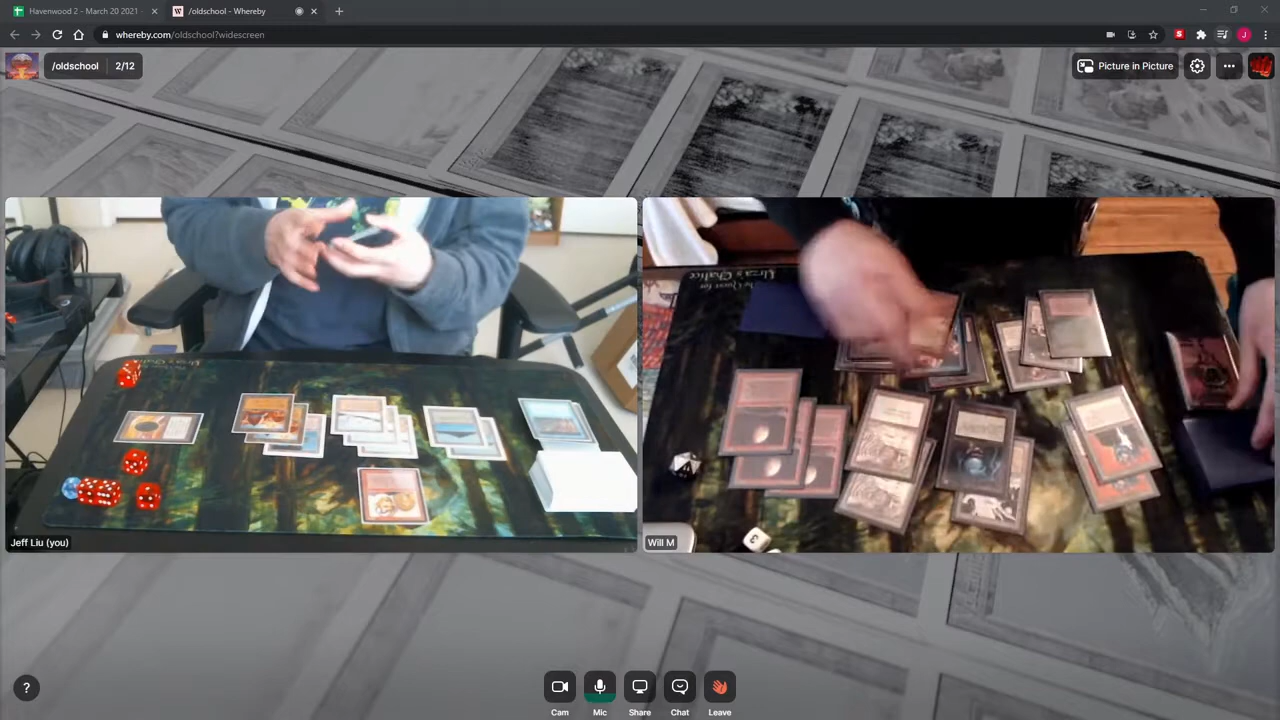 Havenwood 2 - March 20 2021 -
/oldschool - Whereby
whereby.com/oldschool?widescreen
S
J
/oldschool 2/12
Picture in Picture
Jeff Liu (you)
Will M
?
Cam
Mic
Share
Chat
Leave